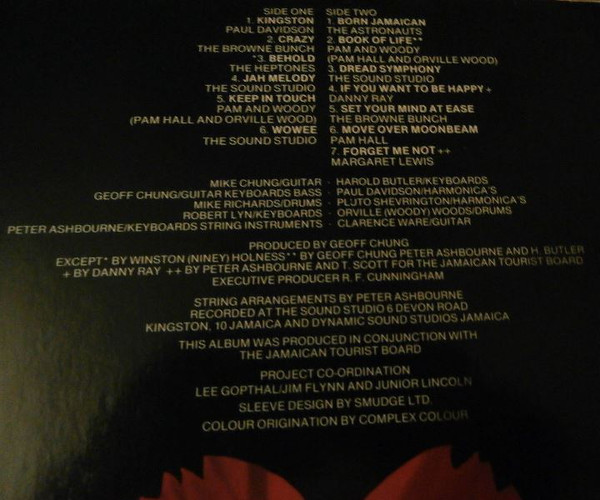 SIDE ONE
1. KINGSTON
PAUL DAVIDSON
2. CRAZY
THE BROWNE BUNCH
*3. BEHOLD
THE HEPTONES
4. JAH MELODY
THE SOUND STUDIO
5. KEEP IN TOUCH
PAM AND WOODY
(PAM HALL AND ORVILLE WOOD)
6. WOWEE
THE SOUND STUDIO
SIDE TWO
1. BORN JAMAICAN
THE ASTRONAUTS
2. BOOK OF LIFE**
PAM AND WOODY
(PAM HALL AND ORVILLE WOOD)
3. DREAD SYMPHONY
THE SOUND STUDIO
4. IF YOU WANT TO BE HAPPY +
DANNY RAY
5. SET YOUR MIND AT EASE
THE BROWNE BUNCH
6. MOVE OVER MOONBEAM
PAM HALL
7. FORGET ME NOT ++
MARGARET LEWIS
MIKE CHUNG/GUITAR · HAROLD BUTLER/KEYBOARDS
GEOFF CHUNG/GUITAR KEYBOARDS BASS · PAUL DAVIDSON/HARMONICA'S
MIKE RICHARDS/DRUMS · PLUTO SHEVRINGTON/HARMONICA'S
ROBERT LYN/KEYBOARDS · ORVILLE (WOODY) WOODS/DRUMS
PETER ASHBOURNE/KEYBOARDS STRING INSTRUMENTS · CLARENCE WARE/GUITAR
PRODUCED BY GEOFF CHUNG
EXCEPT* BY WINSTON (NINEY) HOLNESS** BY GEOFF CHUNG PETER ASHBOURNE AND H. BUTLER
+ BY DANNY RAY ++ BY PETER ASHBOURNE AND T. SCOTT FOR THE JAMAICAN TOURIST BOARD
EXECUTIVE PRODUCER R. F. CUNNINGHAM
STRING ARRANGEMENTS BY PETER ASHBOURNE
RECORDED AT THE SOUND STUDIO 6 DEVON ROAD
KINGSTON, 10 JAMAICA AND DYNAMIC SOUND STUDIOS JAMAICA
THIS ALBUM WAS PRODUCED IN CONJUNCTION WITH
THE JAMAICAN TOURIST BOARD
PROJECT CO-ORDINATION
LEE GOPTHAL/JIM FLYNN AND JUNIOR LINCOLN
SLEEVE DESIGN BY SMUDGE LTD.
COLOUR ORIGINATION BY COMPLEX COLOUR